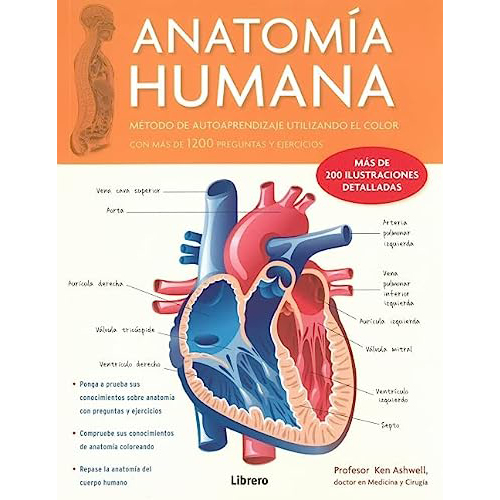 ANATOMÍA
HUMANA
MÉTODO DE AUTOAPRENDIZAJE UTILIZANDO EL COLOR
CON MÁS DE 1200 PREGUNTAS Y EJERCICIOS
MÁS DE
200 ILUSTRACIONES
DETALLADAS
Vena cava superior
Aorta
Arteria
pulmonar
izquierda
Aurícula derecha
Vena
pulmonar
inferior
izquierda
Aurícula izquierda
Válvula tricúspide
Válvula mitral
Ventrículo derecho
Ventrículo
izquierdo
Septo
• Ponga a prueba sus
conocimientos sobre anatomía
con preguntas y ejercicios
• Compruebe sus conocimientos
de anatomía coloreando
• Repase la anatomía del
cuerpo humano
Librero
Profesor Ken Ashwell,
doctor en Medicina y Cirugía